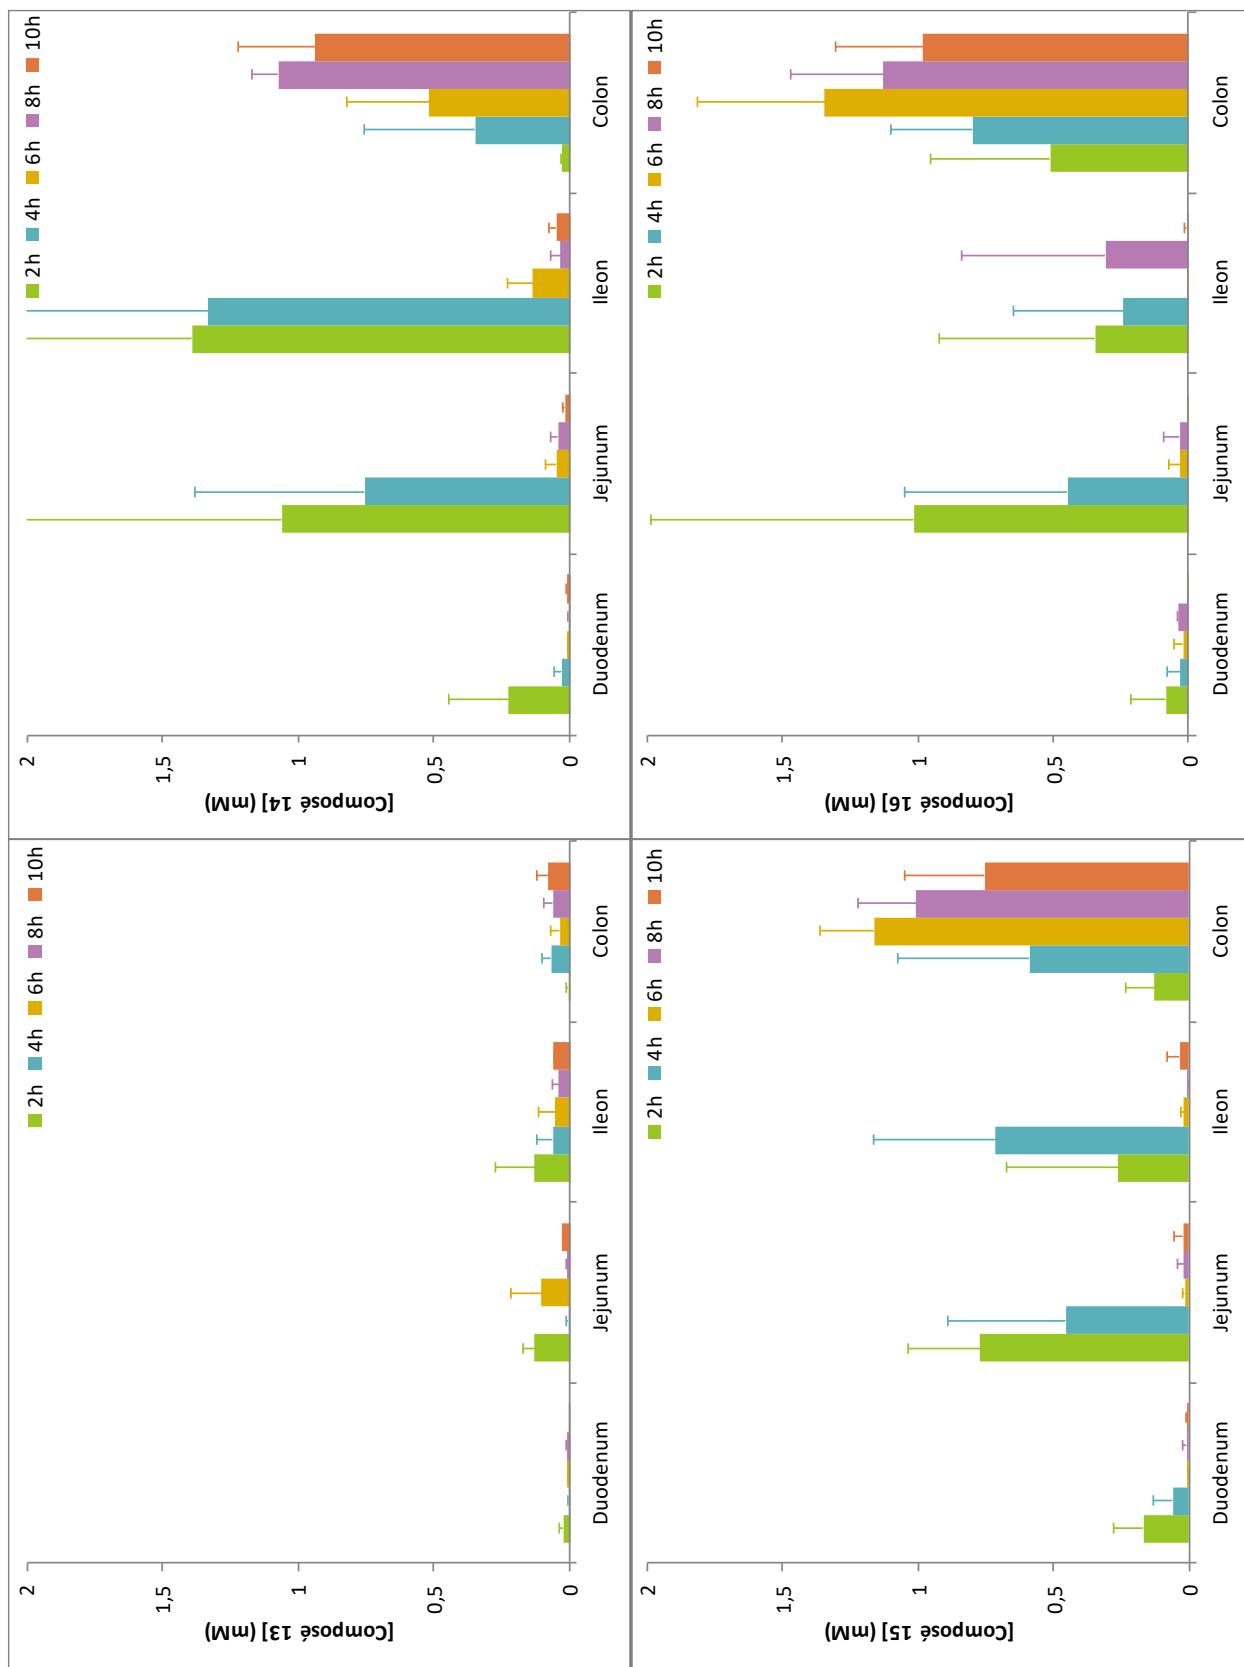 2h 4h 6h 8h 10h
2
1,5
1
0,5
0
[Composé 13] (mM)
Duodenum Jejunum Ileon Colon
2h 4h 6h 8h 10h
2
1,5
1
0,5
0
[Composé 14] (mM)
Duodenum Jejunum Ileon Colon
2h 4h 6h 8h 10h
2
1,5
1
0,5
0
[Composé 15] (mM)
Duodenum Jejunum Ileon Colon
2h 4h 6h 8h 10h
2
1,5
1
0,5
0
[Composé 16] (mM)
Duodenum Jejunum Ileon Colon